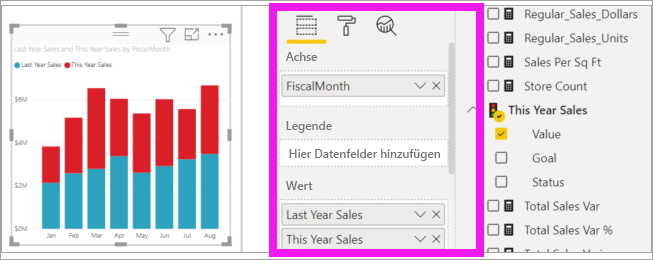 Last Year Sales and This Year Sales by FiscalMonth
Last Year Sales This Year Sales
$6M
$4M
$2M
$0M
Jan Feb Mar Apr May Jun Jul Aug
Achse
FiscalMonth
Legende
Hier Datenfelder hinzufügen
Wert
Last Year Sales
This Year Sales
Regular_Sales_Dollars
Regular_Sales_Units
Sales Per Sq Ft
Store Count
This Year Sales
Value
Goal
Status
Total Sales Var
Total Sales Var %